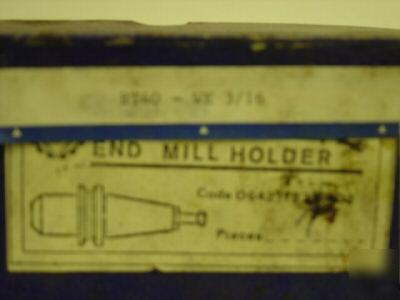 BT40 - WE 3/16
END MILL HOLDER
Code
Pieces